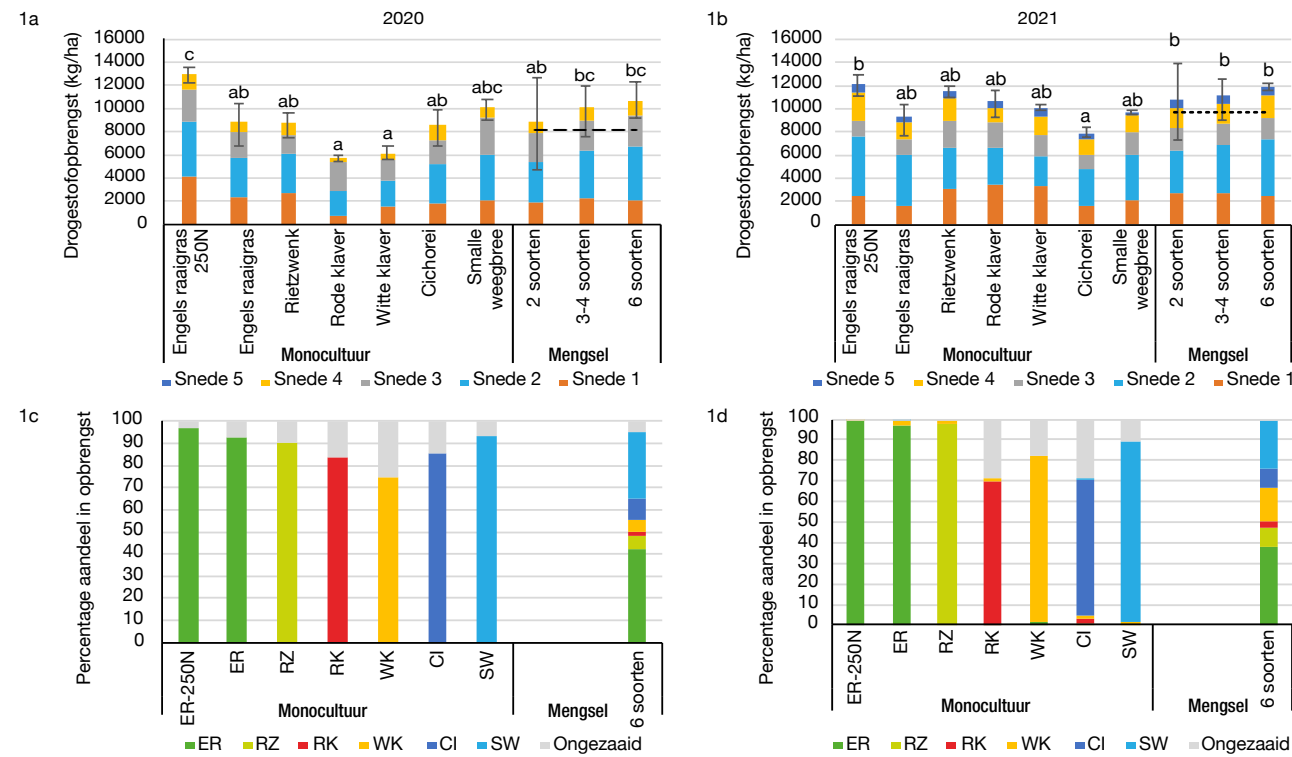 1a
2020
Drogestofopbrengst (kg/ha)
16000
14000
12000
10000
8000
6000
4000
2000
0
c
ab
ab
a
a
ab
abc
ab
bc
bc
Engels raaigras
250N
Engels raaigras
Rietzwenk
Rode klaver
Witte klaver
Cichorei
Smalle
weegbree
2 soorten
3-4 soorten
6 soorten
Monocultuur
Mengsel
Snede 5
Snede 4
Snede 3
Snede 2
Snede 1
1b
2021
Drogestofopbrengst (kg/ha)
16000
14000
12000
10000
8000
6000
4000
2000
0
b
ab
ab
ab
ab
a
ab
b
b
b
Engels raaigras
250N
Engels raaigras
Rietzwenk
Rode klaver
Witte klaver
Cichorei
Smalle
weegbree
2 soorten
3-4 soorten
6 soorten
Monocultuur
Mengsel
Snede 5
Snede 4
Snede 3
Snede 2
Snede 1
1c
Percentage aandeel in opbrengst
100
90
80
70
60
50
40
30
20
10
0
ER-250N
ER
RZ
RK
WK
CI
SW
6 soorten
Monocultuur
Mengsel
ER
RZ
RK
WK
CI
SW
Ongezaaid
1d
Percentage aandeel in opbrengst
100
90
80
70
60
50
40
30
20
10
0
ER-250N
ER
RZ
RK
WK
CI
SW
6 soorten
Monocultuur
Mengsel
ER
RZ
RK
WK
CI
SW
Ongezaaid